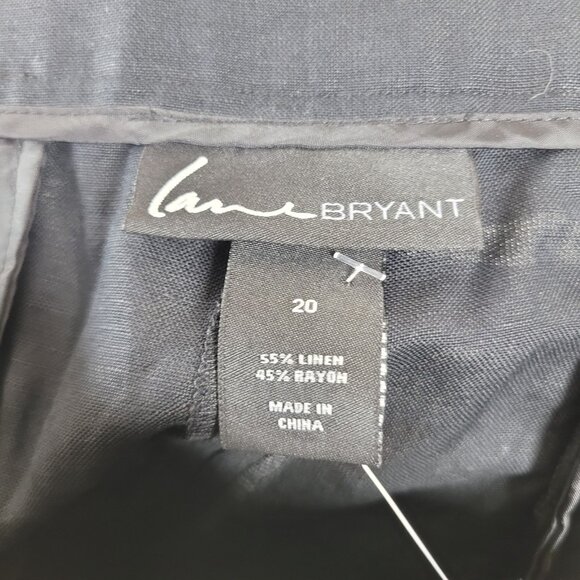 Lane BRYANT
20
55% LINEN
45% RAYON
MADE IN
CHINA